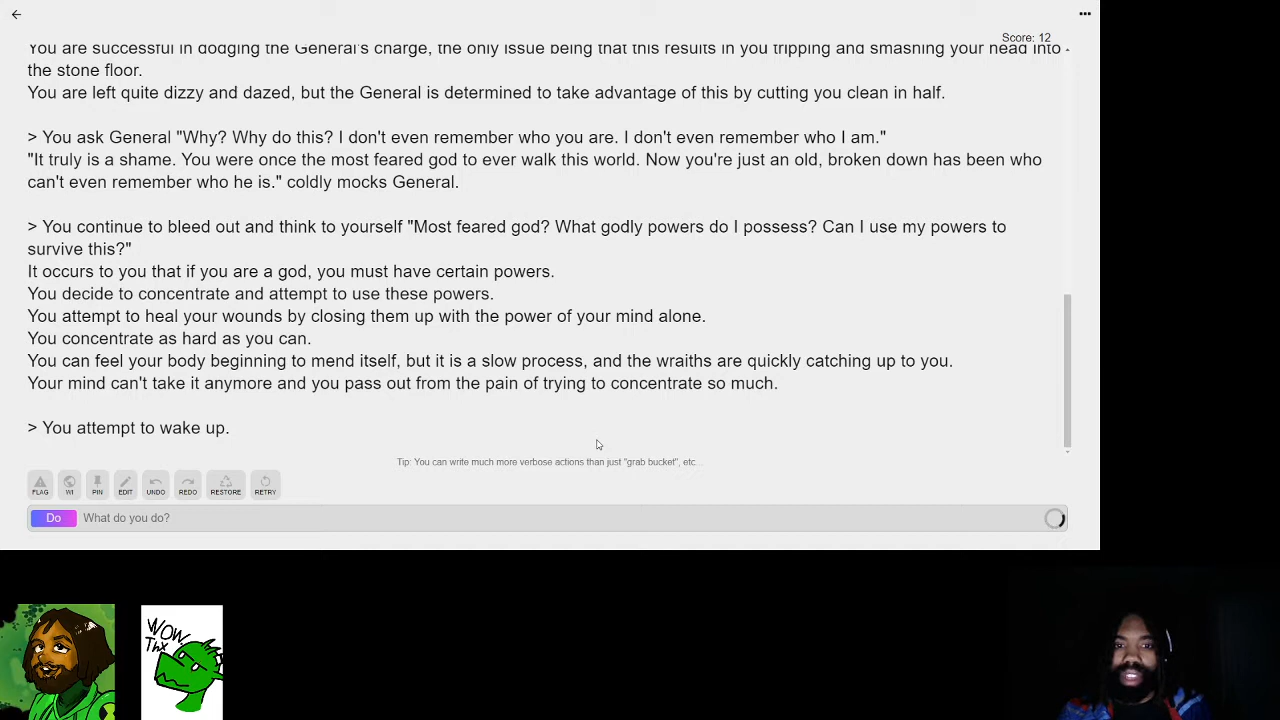 Score: 12
You are successful in dodging the General's charge, the only issue being that this results in you tripping and smashing your head into
the stone floor.
You are left quite dizzy and dazed, but the General is determined to take advantage of this by cutting you clean in half.
> You ask General "Why? Why do this? I don't even remember who you are. I don't even remember who I am."
"It truly is a shame. You were once the most feared god to ever walk this world. Now you're just an old, broken down has been who
can't even remember who he is." coldly mocks General.
> You continue to bleed out and think to yourself "Most feared god? What godly powers do I possess? Can I use my powers to
survive this?"
It occurs to you that if you are a god, you must have certain powers.
You decide to concentrate and attempt to use these powers.
You attempt to heal your wounds by closing them up with the power of your mind alone.
You concentrate as hard as you can.
You can feel your body beginning to mend itself, but it is a slow process, and the wraiths are quickly catching up to you.
Your mind can't take it anymore and you pass out from the pain of trying to concentrate so much.
> You attempt to wake up.
Tip: You can write much more verbose actions than just "grab bucket", etc...
FLAG WI PIN EDIT UNDO REDO RESTORE RETRY
Do What do you do?
WOW
Thx